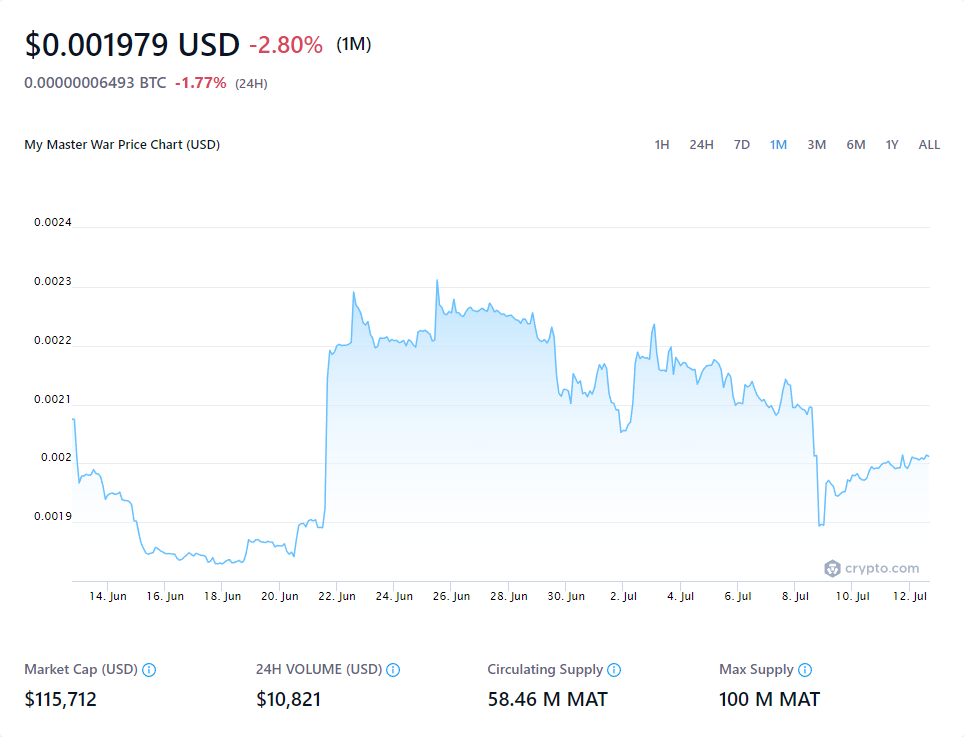 $0.001979 USD -2.80% (1M)
0.00000006493 BTC -1.77% (24H)
My Master War Price Chart (USD) 1H 24H 7D 1M 3M 6M 1Y ALL
0.0024
0.0023
0.0022
0.0021
0.002
0.0019
crypto.com
14. Jun 16. Jun 18. Jun 20. Jun 22. Jun 24. Jun 26. Jun 28. Jun 30. Jun 2. Jul 4. Jul 6. Jul 8. Jul 10. Jul 12. Jul
Market Cap (USD) 24H VOLUME (USD) Circulating Supply Max Supply
$115,712 $10,821 58.46 M MAT 100 M MAT